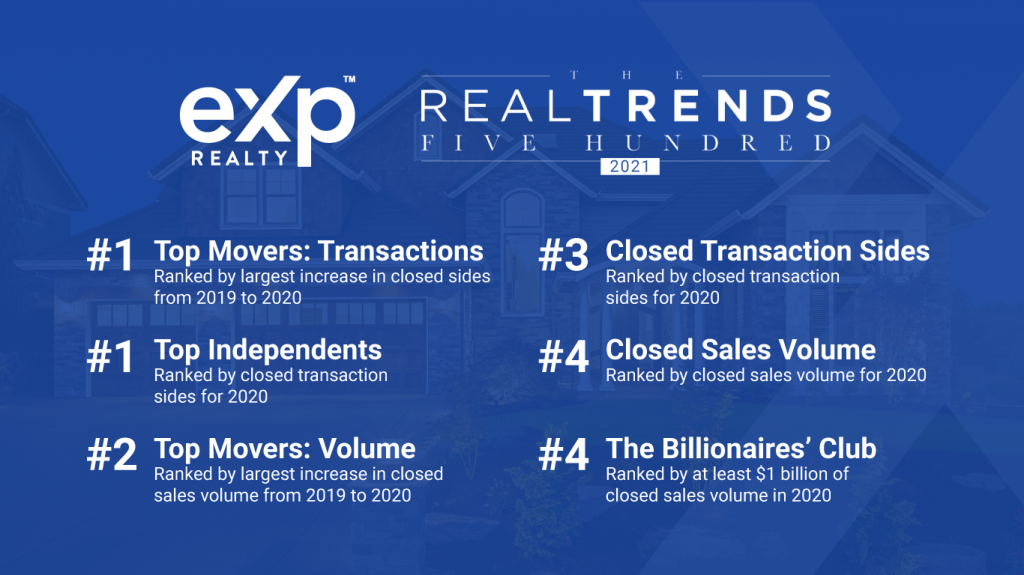 eXp™
REALTY
THE
REALTRENDS
FIVE HUNDRED
2021
#1 Top Movers: Transactions
Ranked by largest increase in closed sides
from 2019 to 2020
#1 Top Independents
Ranked by closed transaction
sides for 2020
#2 Top Movers: Volume
Ranked by largest increase in closed
sales volume from 2019 to 2020
#3 Closed Transaction Sides
Ranked by closed transaction
sides for 2020
#4 Closed Sales Volume
Ranked by closed sales volume for 2020
#4 The Billionaires’ Club
Ranked by at least $1 billion of
closed sales volume in 2020